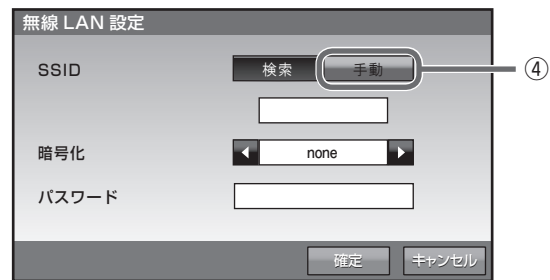 無線 LAN 設定
SSID 検索 手動 ④
暗号化 none
パスワード
確定 キャンセル